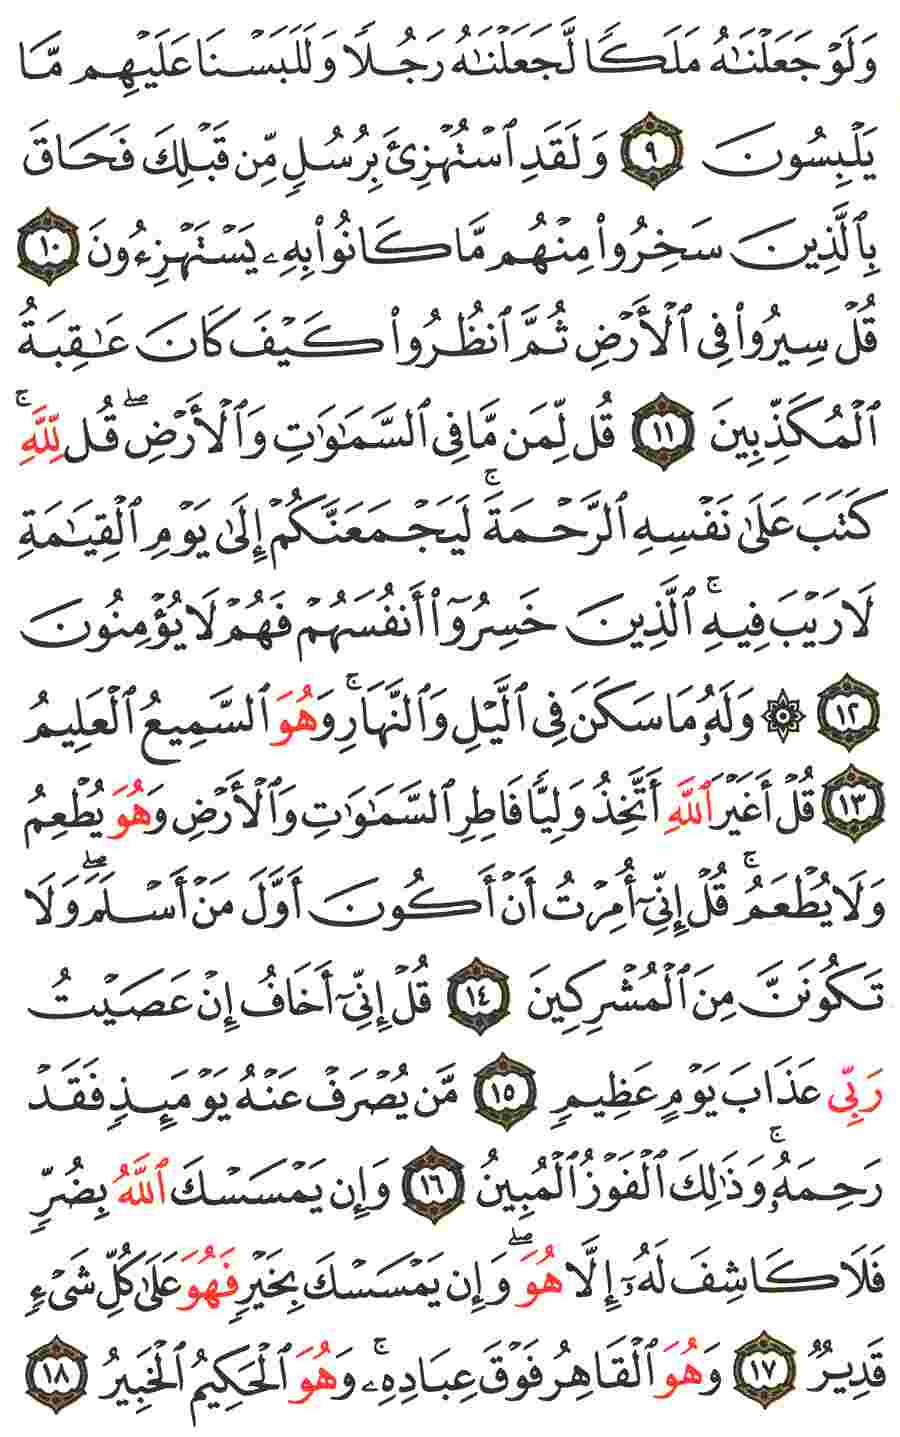 وَلَوْ جَعَلْنَٰهُ مَلَكًا لَّجَعَلْنَٰهُ رَجُلًا وَلَلَبَسْنَا عَلَيْهِم مَّا
يَلْبِسُونَ ٩ وَلَقَدِ ٱسْتُهْزِئَ بِرُسُلٍ مِّن قَبْلِكَ فَحَاقَ
بِٱلَّذِينَ سَخِرُوا۟ مِنْهُم مَّا كَانُوا۟ بِهِۦ يَسْتَهْزِءُونَ ١٠
قُلْ سِيرُوا۟ فِى ٱلْأَرْضِ ثُمَّ ٱنظُرُوا۟ كَيْفَ كَانَ عَٰقِبَةُ
ٱلْمُكَذِّبِينَ ١١ قُل لِّمَن مَّا فِى ٱلسَّمَٰوَٰتِ وَٱلْأَرْضِ ۖ قُل لِّلَّهِ ۚ
كَتَبَ عَلَىٰ نَفْسِهِ ٱلرَّحْمَةَ ۚ لَيَجْمَعَنَّكُمْ إِلَىٰ يَوْمِ ٱلْقِيَٰمَةِ
لَا رَيْبَ فِيهِ ۚ ٱلَّذِينَ خَسِرُوٓا۟ أَنفُسَهُمْ فَهُمْ لَا يُؤْمِنُونَ
١٢ ۞ وَلَهُۥ مَا سَكَنَ فِى ٱلَّيْلِ وَٱلنَّهَارِ ۚ وَهُوَ ٱلسَّمِيعُ ٱلْعَلِيمُ
١٣ قُلْ أَغَيْرَ ٱللَّهِ أَتَّخِذُ وَلِيًّا فَاطِرِ ٱلسَّمَٰوَٰتِ وَٱلْأَرْضِ وَهُوَ يُطْعِمُ
وَلَا يُطْعَمُ ۚ قُلْ إِنِّىٓ أُمِرْتُ أَنْ أَكُونَ أَوَّلَ مَنْ أَسْلَمَ ۖ وَلَا
تَكُونَنَّ مِنَ ٱلْمُشْرِكِينَ ١٤ قُلْ إِنِّىٓ أَخَافُ إِنْ عَصَيْتُ
رَبِّى عَذَابَ يَوْمٍ عَظِيمٍ ١٥ مَّن يُصْرَفْ عَنْهُ يَوْمَئِذٍ فَقَدْ
رَحِمَهُۥ ۚ وَذَٰلِكَ ٱلْفَوْزُ ٱلْمُبِينُ ١٦ وَإِن يَمْسَسْكَ ٱللَّهُ بِضُرٍّ
فَلَا كَاشِفَ لَهُۥٓ إِلَّا هُوَ ۖ وَإِن يَمْسَسْكَ بِخَيْرٍ فَهُوَ عَلَىٰ كُلِّ شَىْءٍ
قَدِيرٌ ١٧ وَهُوَ ٱلْقَاهِرُ فَوْقَ عِبَادِهِۦ ۚ وَهُوَ ٱلْحَكِيمُ ٱلْخَبِيرُ ١٨